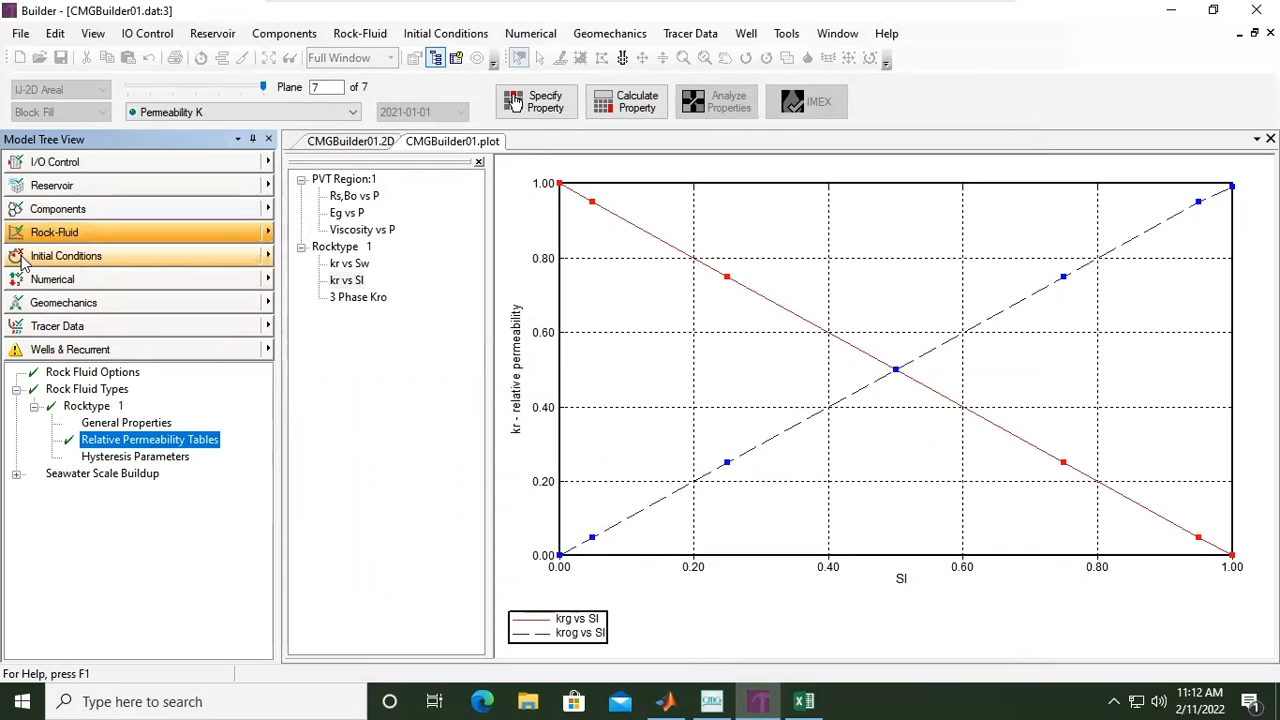 Builder - [CMGBuilder01.dat:3]
File Edit View IO Control Reservoir Components Rock-Fluid Initial Conditions Numerical Geomechanics Tracer Data Well Tools Window Help
Full Window
IJ-2D Areal Plane 7 of 7
Block Fill Permeability K 2021-01-01
Specify Property
Calculate Property
Analyze Properties
IMEX
Model Tree View
CMGBuilder01.2D CMGBuilder01.plot
I/O Control
Reservoir
Components
Rock-Fluid
Initial Conditions
Numerical
Geomechanics
Tracer Data
Wells & Recurrent
Rock Fluid Options
Rock Fluid Types
Rocktype 1
General Properties
Relative Permeability Tables
Hysteresis Parameters
Seawater Scale Buildup
PVT Region:1
Rs,Bo vs P
Eg vs P
Viscosity vs P
Rocktype 1
kr vs Sw
kr vs Sl
3 Phase Kro
1.00
0.80
0.60
0.40
0.20
0.00
kr - relative permeability
0.00 0.20 0.40 0.60 0.80 1.00
Sl
krg vs Sl
krog vs Sl
For Help, press F1
Type here to search
11:12 AM
2/11/2022
1